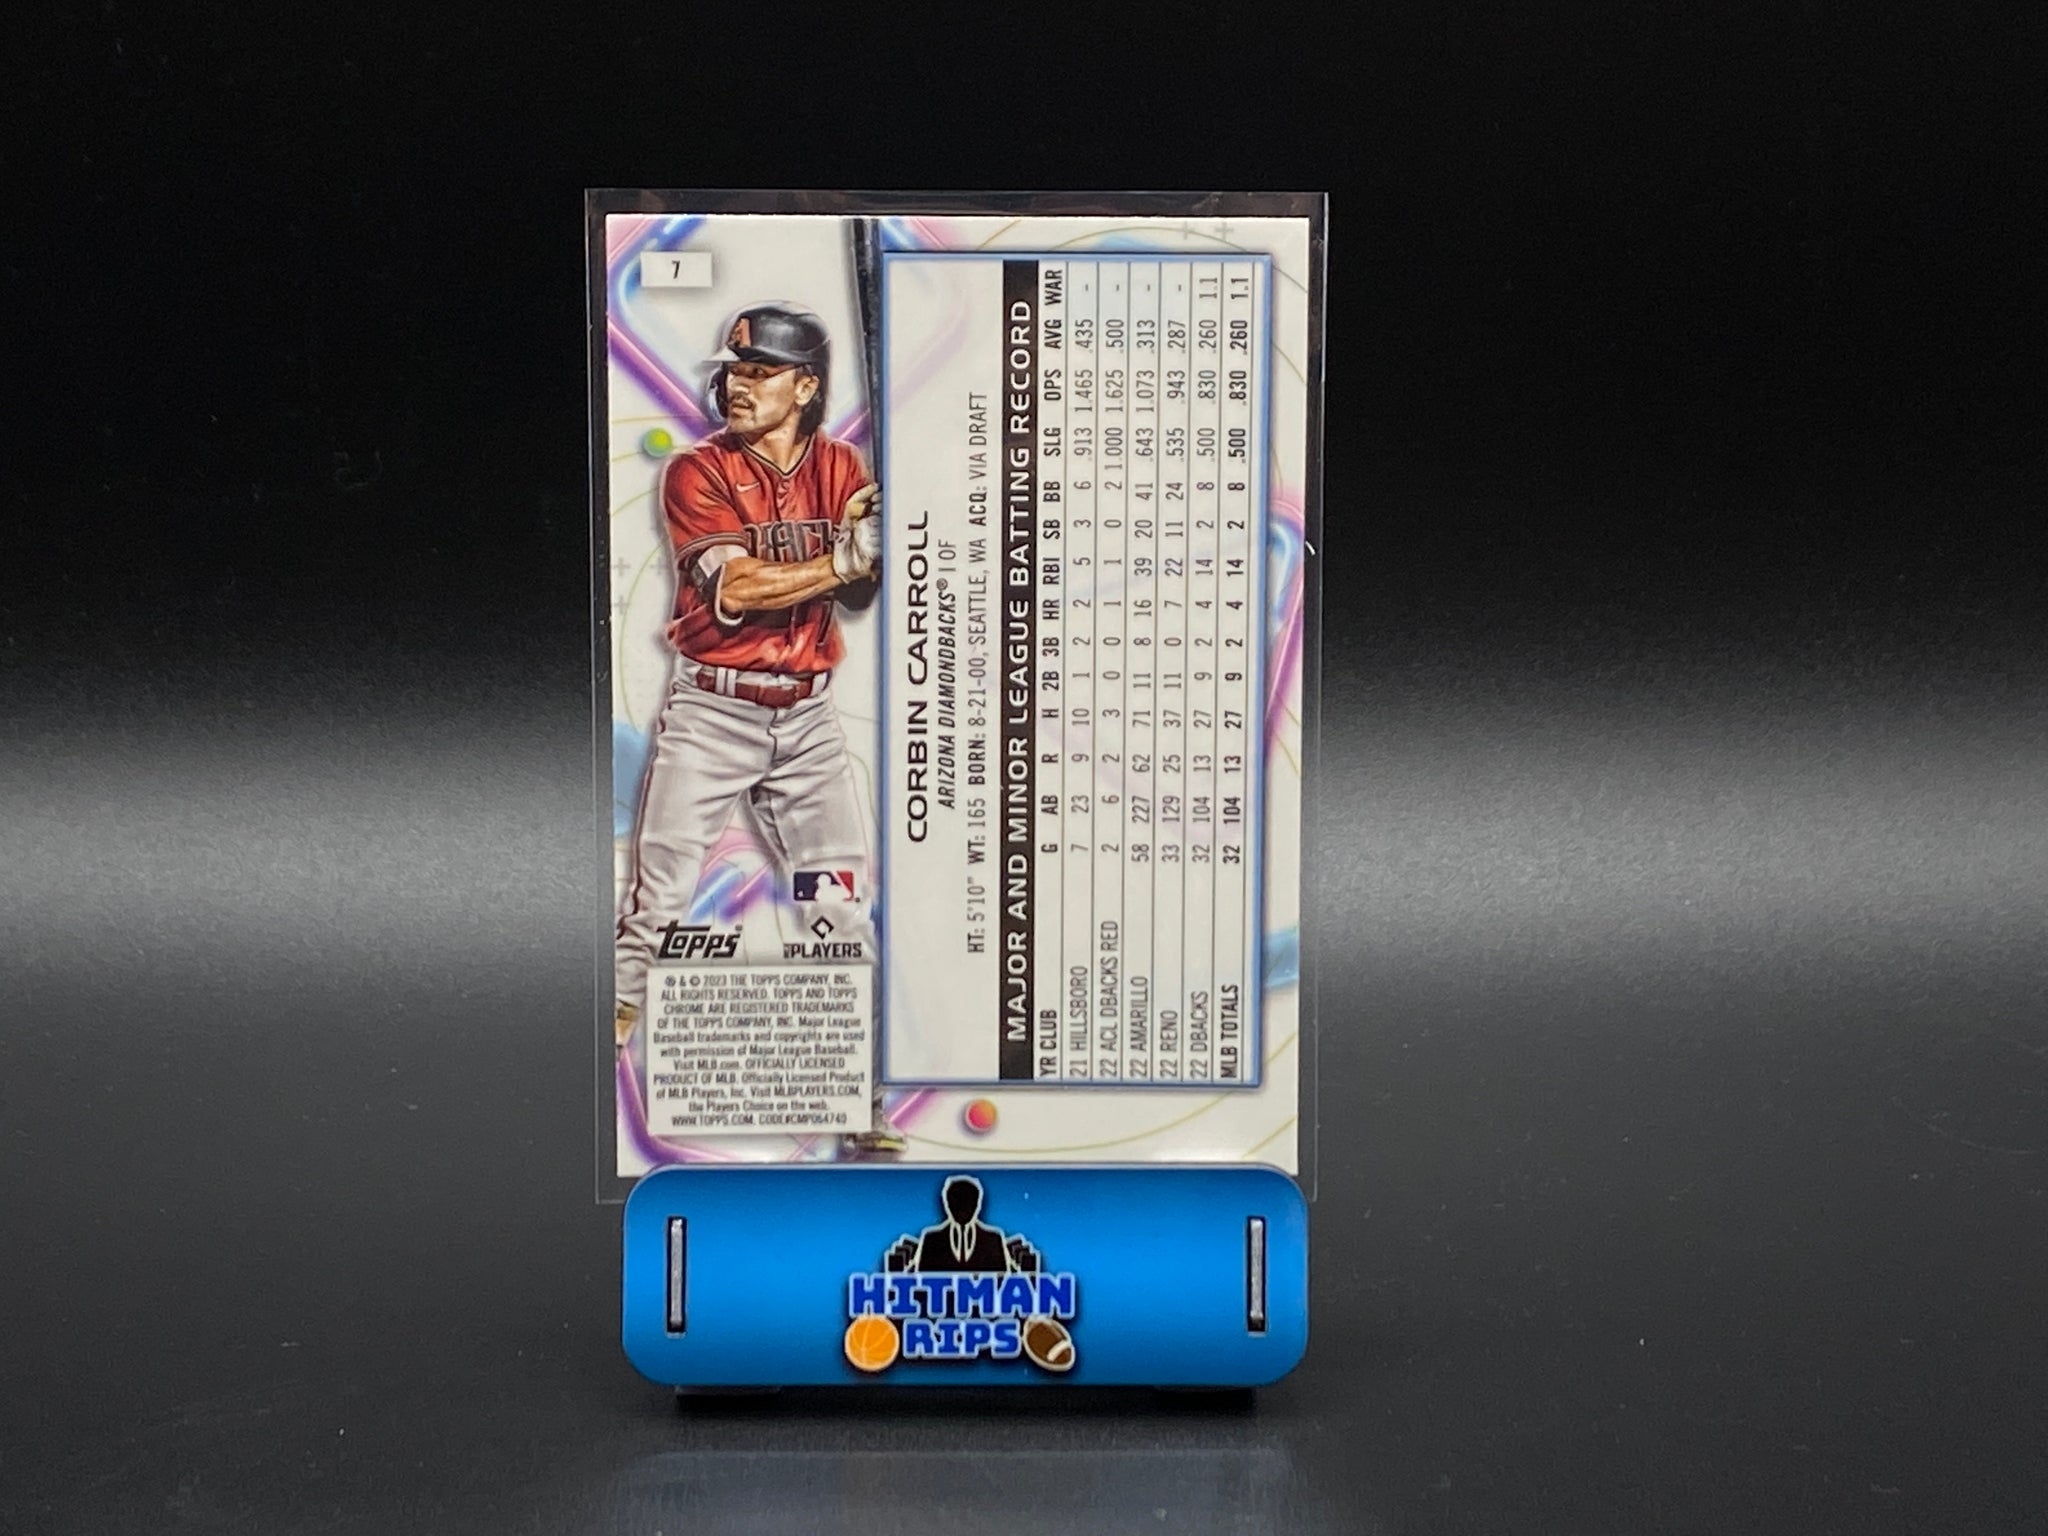 7
TOPPS®
MLB PLAYERS
® & © 2023 THE TOPPS COMPANY, INC.
ALL RIGHTS RESERVED. TOPPS AND TOPPS
CHROME ARE REGISTERED TRADEMARKS
OF THE TOPPS COMPANY, INC. Major League
Baseball trademarks and copyrights are used
with permission of Major League Baseball.
Visit MLB.com. OFFICIALLY LICENSED
PRODUCT OF MLB. Officially Licensed Product
of MLB Players, Inc. Visit MLBPLAYERS.COM,
the Players Choice on the web.
WWW.TOPPS.COM. CODE#CMP064740
CORBIN CARROLL
ARIZONA DIAMONDBACKS® | OF
HT: 5'10" WT: 165 BORN: 8-21-00, SEATTLE, WA ACQ: VIA DRAFT
MAJOR AND MINOR LEAGUE BATTING RECORD
YR CLUB G AB R H 2B 3B HR RBI SB BB SLG OPS AVG WAR
21 HILLSBORO 7 23 9 10 1 2 2 5 3 6 .913 1.465 .435 -
22 ACL DBACKS RED 2 6 2 3 0 0 1 1 0 2 1.000 1.625 .500 -
22 AMARILLO 58 227 62 71 11 8 16 39 20 41 .643 1.073 .313 -
22 RENO 33 129 25 37 11 0 7 22 11 24 .535 .943 .287 -
22 DBACKS 32 104 13 27 9 2 4 14 2 8 .500 .830 .260 1.1
MLB TOTALS 32 104 13 27 9 2 4 14 2 8 .500 .830 .260 1.1
HITMAN
RIPS